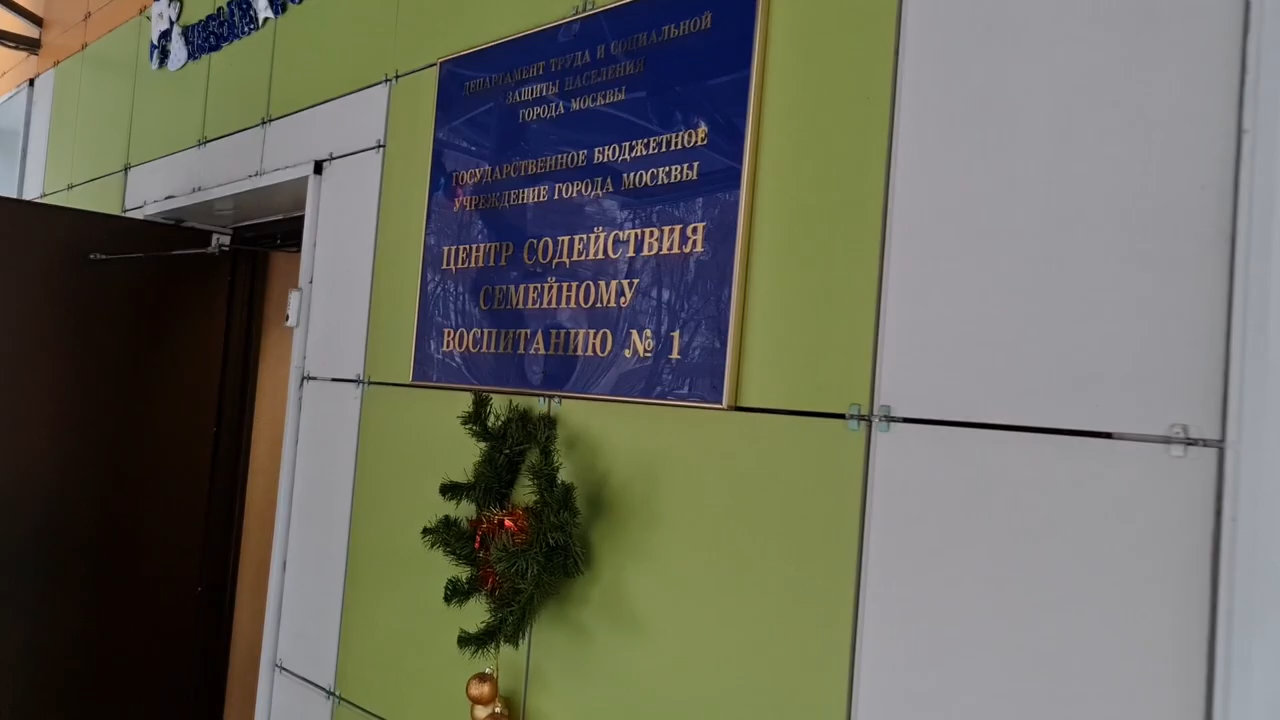 ДЕПАРТАМЕНТ ТРУДА И СОЦИАЛЬНОЙ
ЗАЩИТЫ НАСЕЛЕНИЯ
ГОРОДА МОСКВЫ
ГОСУДАРСТВЕННОЕ БЮДЖЕТНОЕ
УЧРЕЖДЕНИЕ ГОРОДА МОСКВЫ
ЦЕНТР СОДЕЙСТВИЯ
СЕМЕЙНОМУ
ВОСПИТАНИЮ № 1